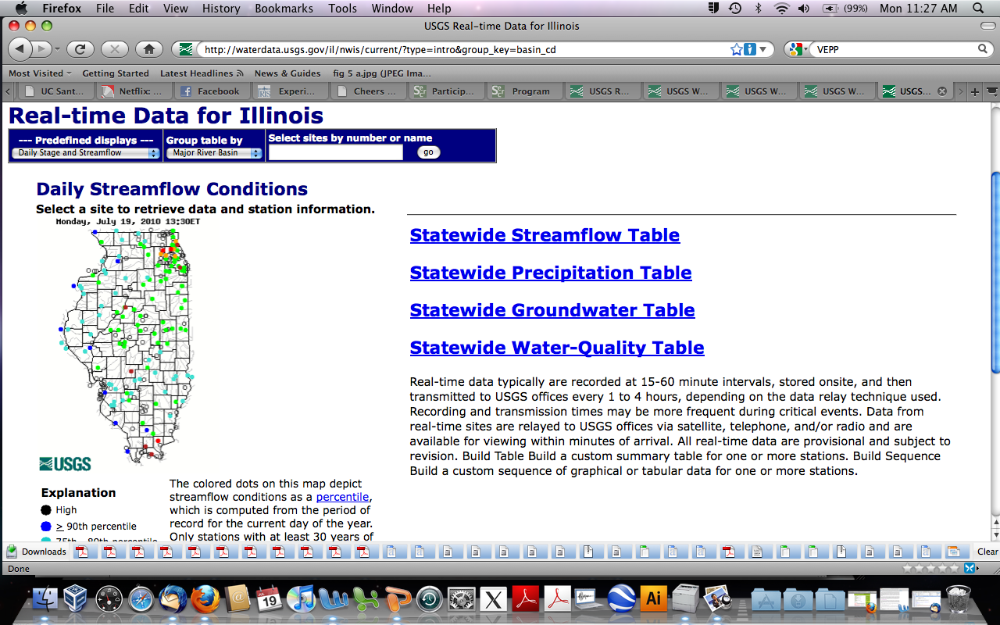 Firefox File Edit View History Bookmarks Tools Window Help (99%) Mon 11:27 AM
USGS Real-time Data for Illinois
http://waterdata.usgs.gov/il/nwis/current/?type=intro&group_key=basin_cd VEPP
Most Visited Getting Started Latest Headlines News & Guides fig 5 a.jpg (JPEG Ima...
UC Sant... Netflix: ... Facebook Experi... Cheers ... Particip... Program USGS R... USGS W... USGS W... USGS W... USGS...
Real-time Data for Illinois
--- Predefined displays --- Group table by Select sites by number or name
Daily Stage and Streamflow Major River Basin go
Daily Streamflow Conditions
Select a site to retrieve data and station information.
Monday, July 19, 2010 13:30ET
USGS
Explanation
High
> 90th percentile
75th - 89th percentile
The colored dots on this map depict
streamflow conditions as a percentile,
which is computed from the period of
record for the current day of the year.
Only stations with at least 30 years of
Statewide Streamflow Table
Statewide Precipitation Table
Statewide Groundwater Table
Statewide Water-Quality Table
Real-time data typically are recorded at 15-60 minute intervals, stored onsite, and then
transmitted to USGS offices every 1 to 4 hours, depending on the data relay technique used.
Recording and transmission times may be more frequent during critical events. Data from
real-time sites are relayed to USGS offices via satellite, telephone, and/or radio and are
available for viewing within minutes of arrival. All real-time data are provisional and subject to
revision. Build Table Build a custom summary table for one or more stations. Build Sequence
Build a custom sequence of graphical or tabular data for one or more stations.
Downloads Clear
Done
JUL
19
X
Ai